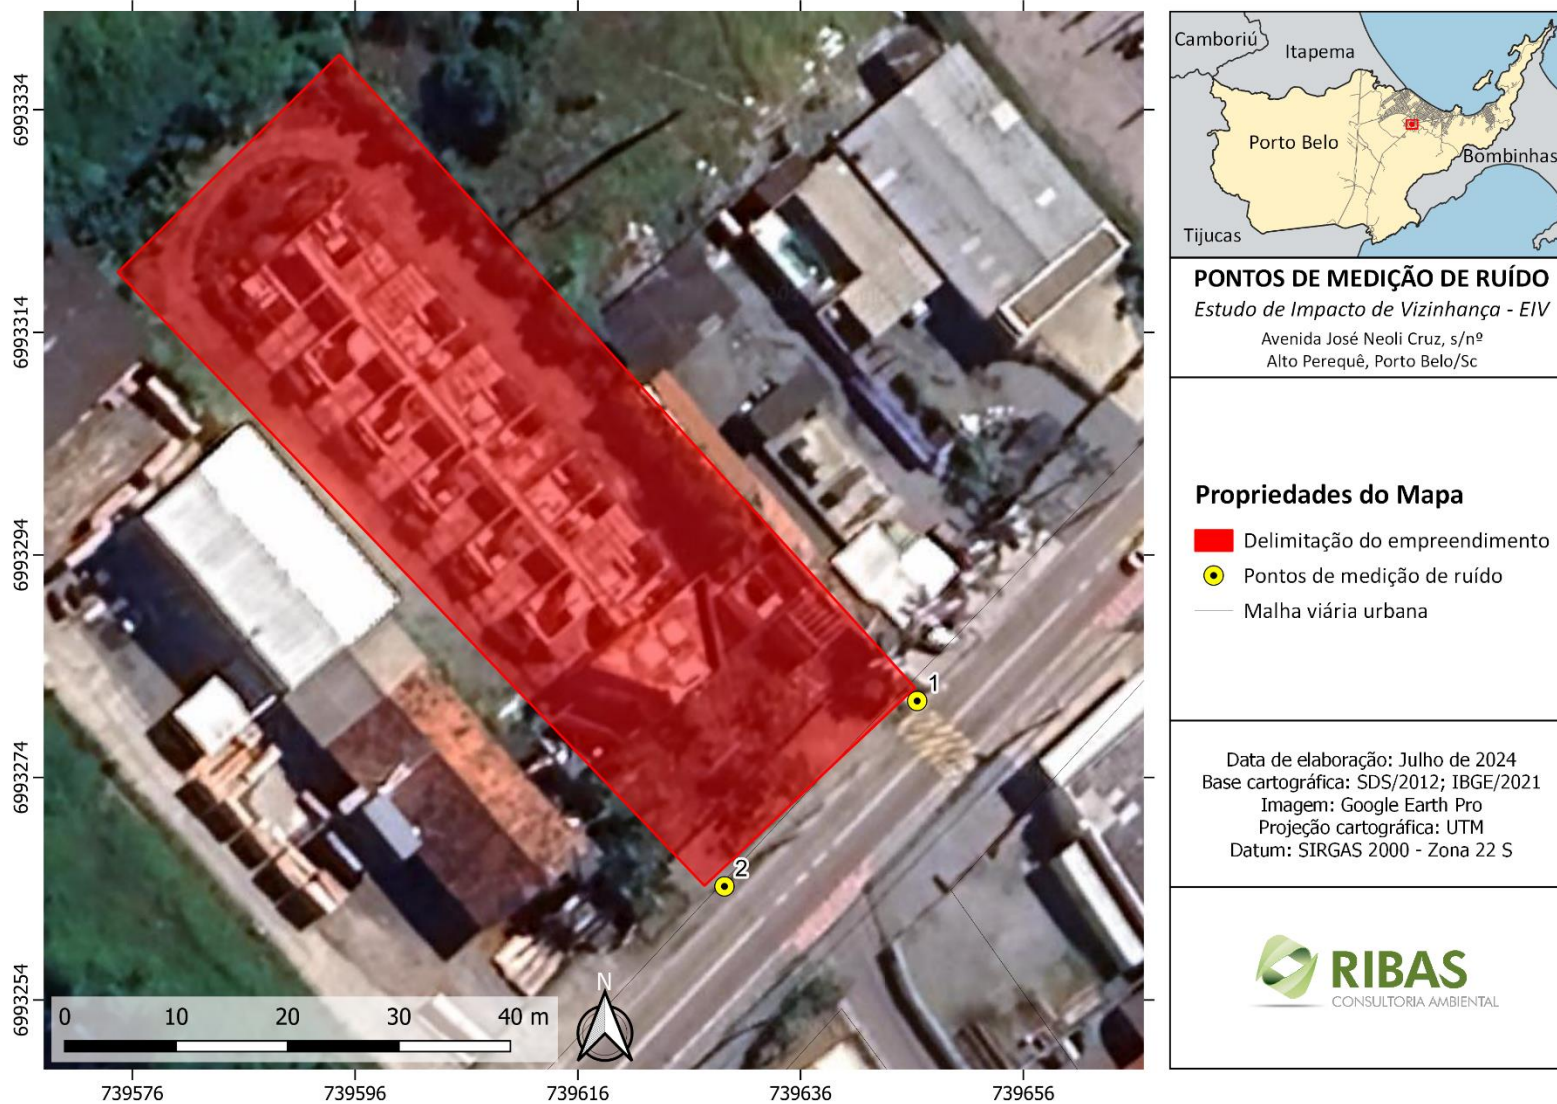 6993334
6993314
6993294
6993274
6993254
739576
739596
739616
739636
739656
1
2
N
0 10 20 30 40 m
Camboriú
Itapema
Porto Belo
Bombinhas
Tijucas
PONTOS DE MEDIÇÃO DE RUÍDO
Estudo de Impacto de Vizinhança - EIV
Avenida José Neoli Cruz, s/nº
Alto Perequê, Porto Belo/Sc
Propriedades do Mapa
Delimitação do empreendimento
Pontos de medição de ruído
Malha viária urbana
Data de elaboração: Julho de 2024
Base cartográfica: SDS/2012; IBGE/2021
Imagem: Google Earth Pro
Projeção cartográfica: UTM
Datum: SIRGAS 2000 - Zona 22 S
RIBAS
CONSULTORIA AMBIENTAL